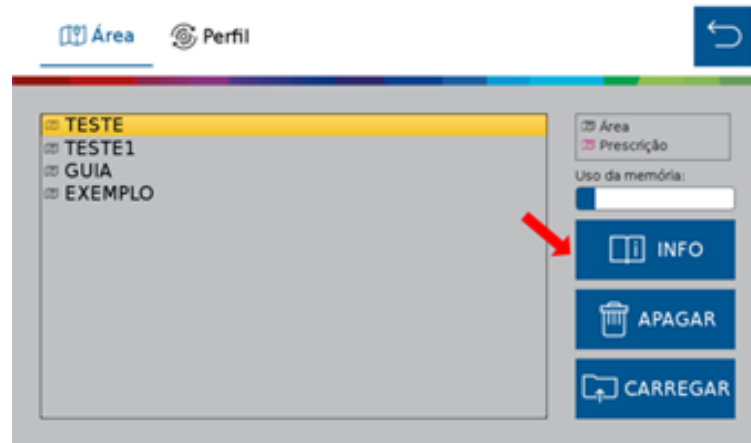 Área
Perfil
TESTE
TESTE1
GUIA
EXEMPLO
Área
Prescrição
Uso da memória:
INFO
APAGAR
CARREGAR